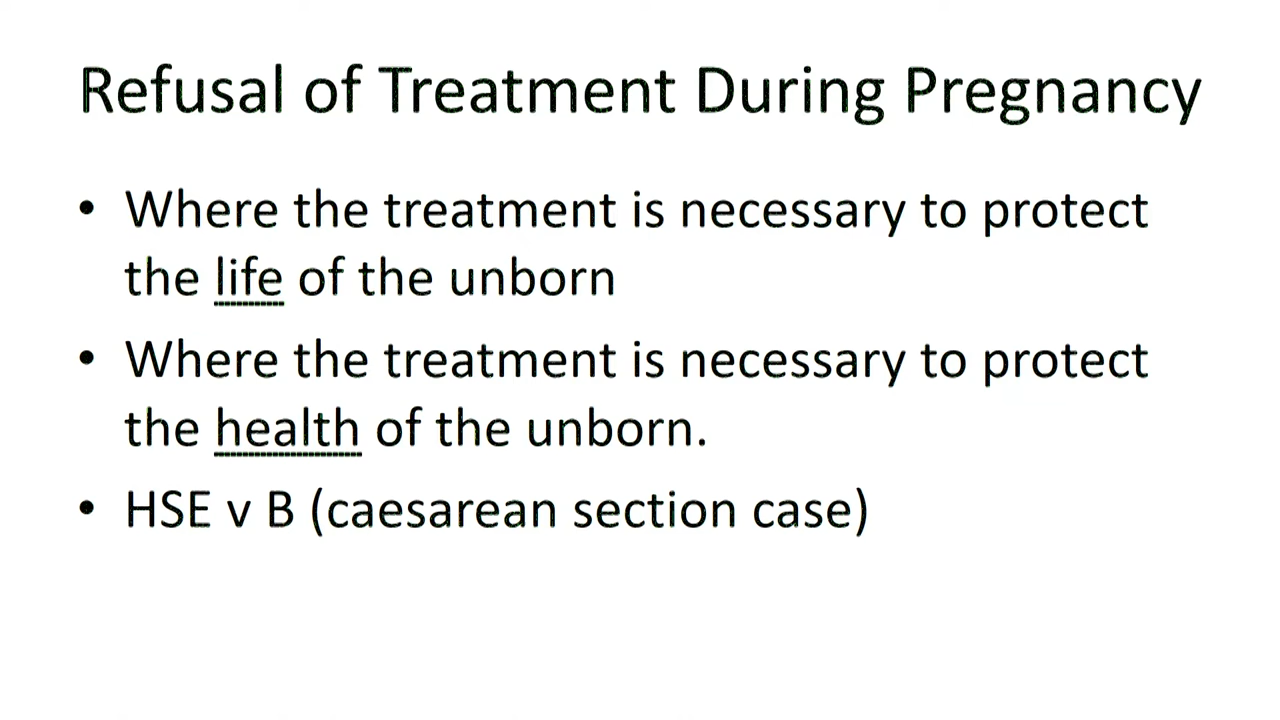 Refusal of Treatment During Pregnancy
• Where the treatment is necessary to protect
the life of the unborn
• Where the treatment is necessary to protect
the health of the unborn.
• HSE v B (caesarean section case)